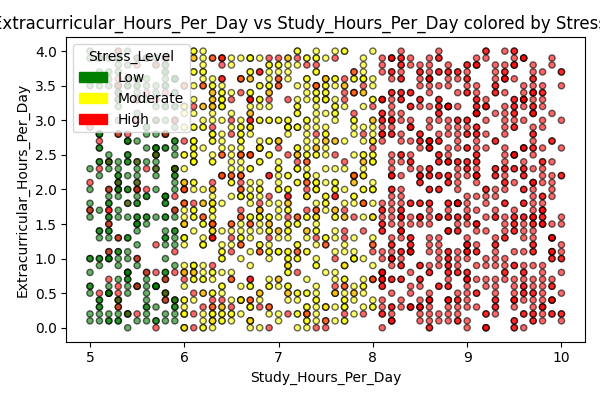 Extracurricular_Hours_Per_Day vs Study_Hours_Per_Day colored by Stress
Stress_Level
Low
Moderate
High
Extracurricular_Hours_Per_Day
4.0
3.5
3.0
2.5
2.0
1.5
1.0
0.5
0.0
5 6 7 8 9 10
Study_Hours_Per_Day